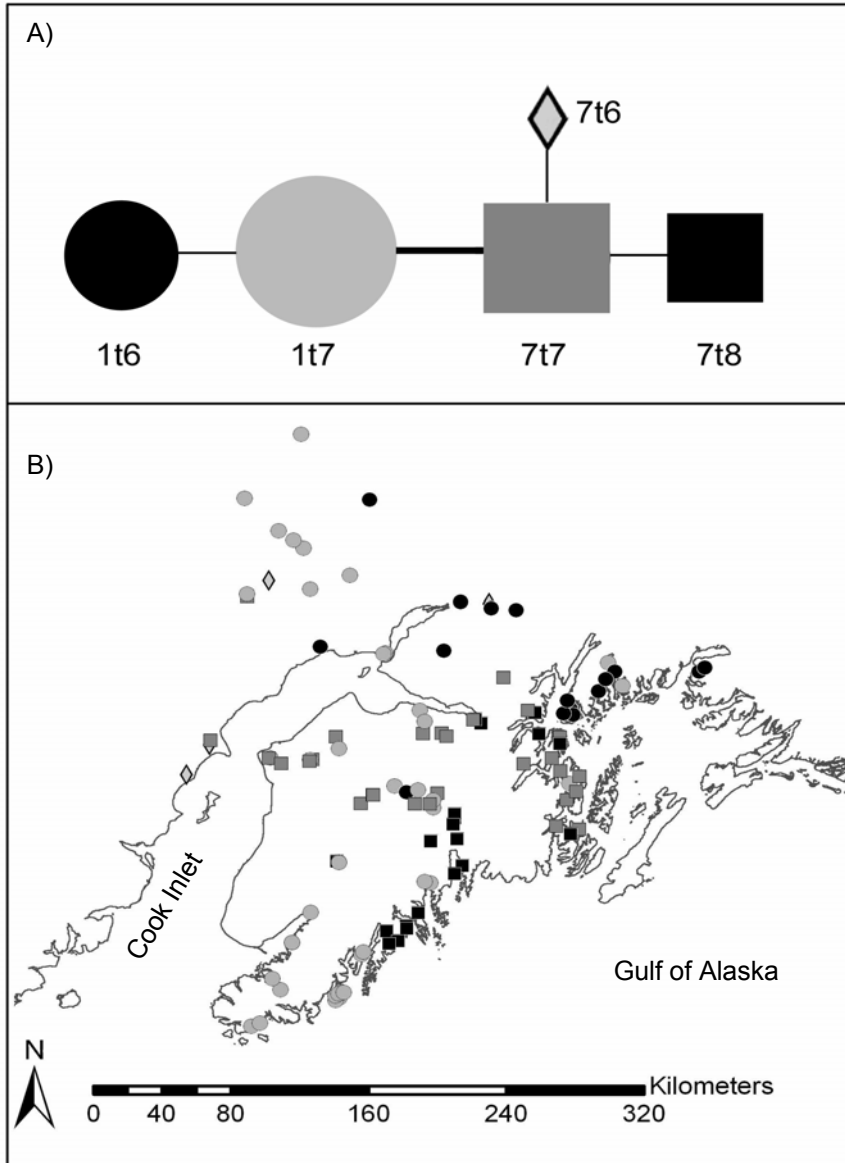 A)
7t6
1t6 1t7 7t7 7t8
B)
Cook Inlet
Gulf of Alaska
N
Kilometers
0 40 80 160 240 320